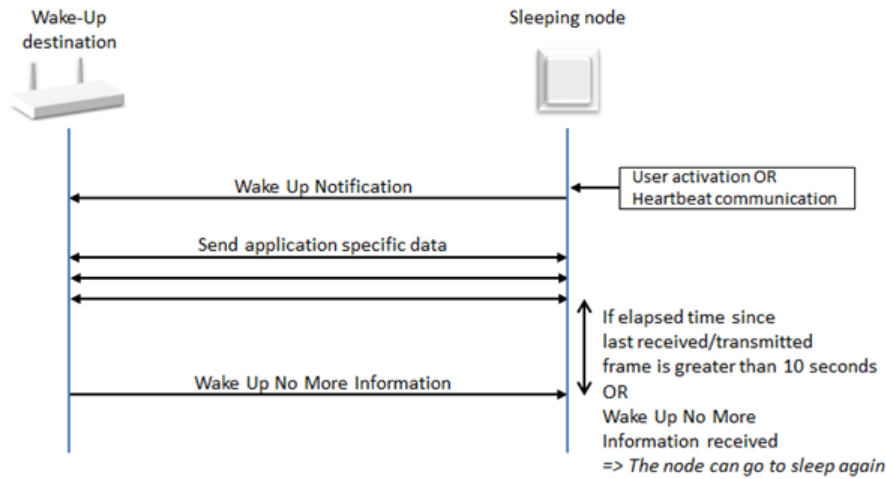 Wake-Up
destination
Sleeping node
User activation OR
Heartbeat communication
Wake Up Notification
Send application specific data
If elapsed time since
last received/transmitted
frame is greater than 10 seconds
OR
Wake Up No More
Information received
=> The node can go to sleep again
Wake Up No More Information